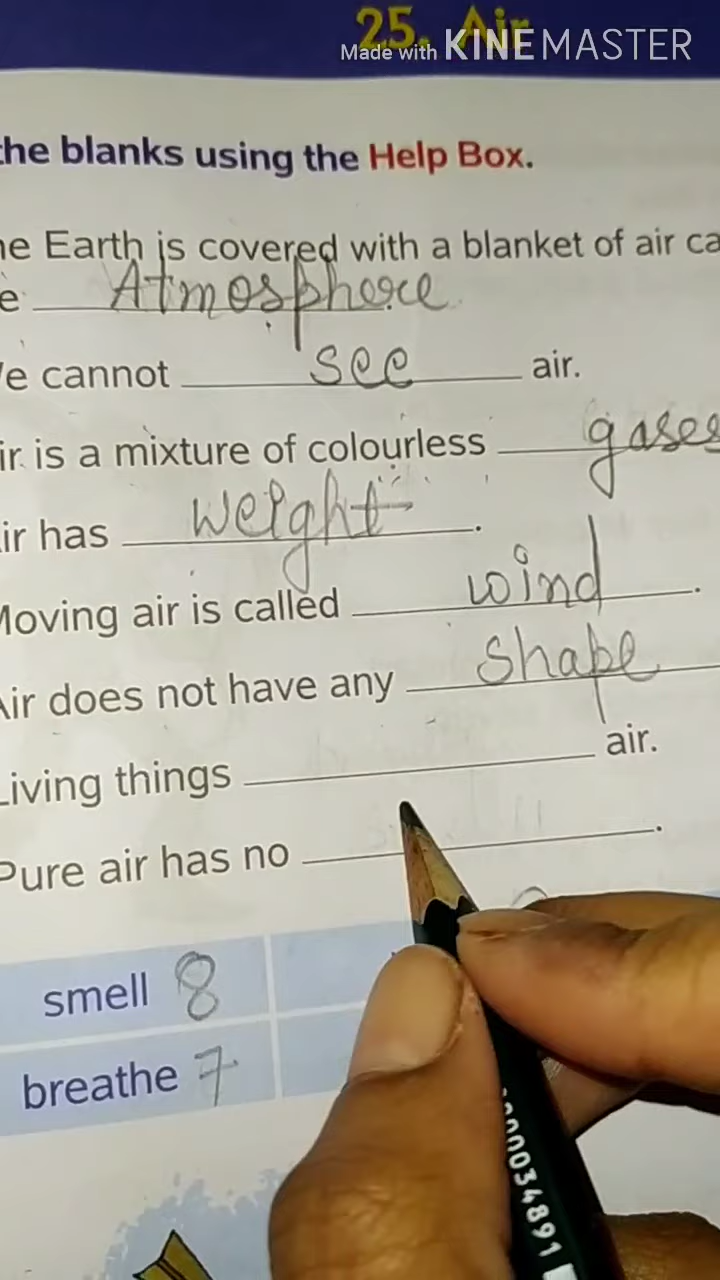 25. Air
Made with KINEMASTER
the blanks using the Help Box.
he Earth is covered with a blanket of air ca
e Atmosphere
e cannot see air.
ir is a mixture of colourless gases
ir has weight.
Moving air is called wind.
Air does not have any shape
Living things air.
Pure air has no .
smell 8
breathe 7
00034891